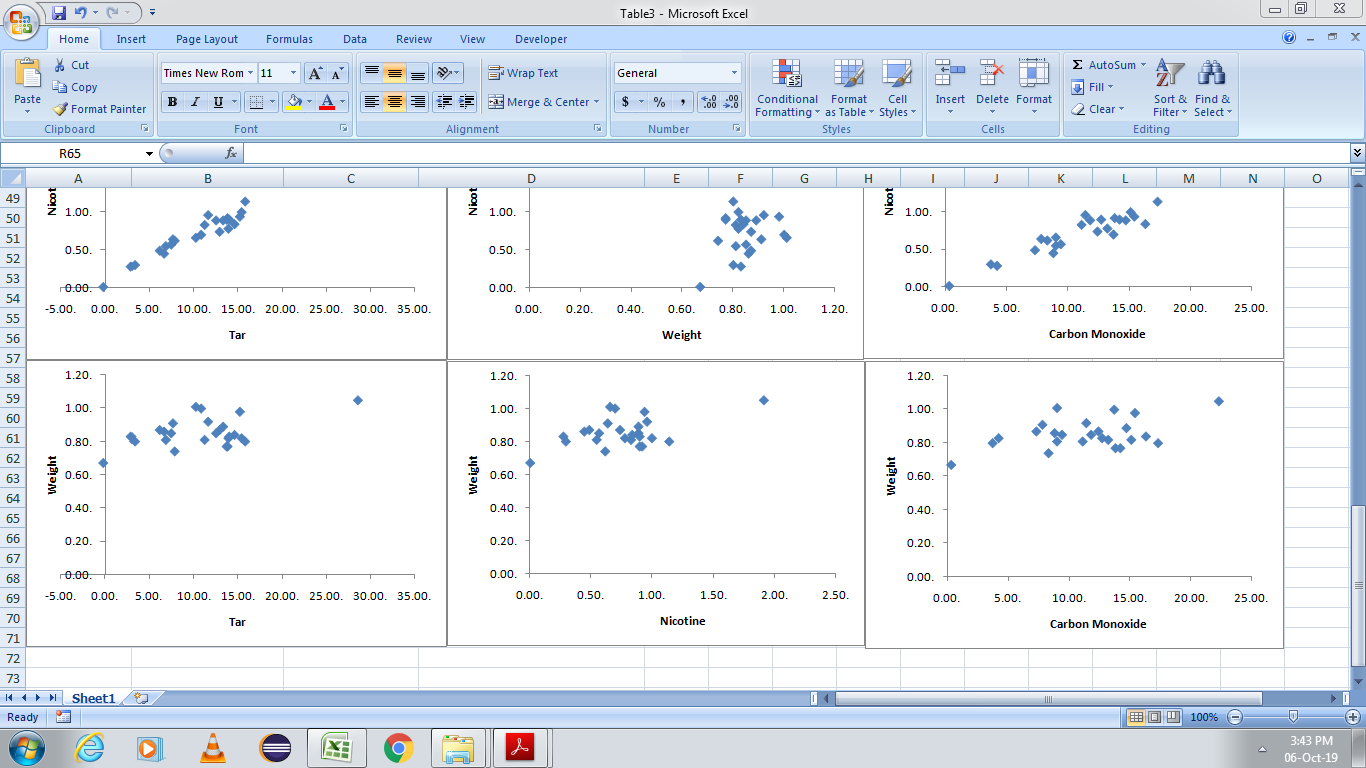 Table3 - Microsoft Excel
Home Insert Page Layout Formulas Data Review View Developer
Paste Cut Copy Format Painter Clipboard
Times New Rom 11 B I U A A A Font
Wrap Text Merge & Center Alignment
General $ % , .00 .0 Number
Conditional Formatting Format as Table Cell Styles Styles
Insert Delete Format Cells
Σ AutoSum Fill Clear Sort & Filter Find & Select Editing
R65 fx
A B C D E F G H I J K L M N O
49
50
51
52
53
54
55
56
57
58
59
60
61
62
63
64
65
66
67
68
69
70
71
72
73
Nicot
1.00.
0.50.
0.00.
-5.00. 0.00. 5.00. 10.00. 15.00. 20.00. 25.00. 30.00. 35.00.
Tar
Nicot
1.00.
0.50.
0.00.
0.00. 0.20. 0.40. 0.60. 0.80. 1.00. 1.20.
Weight
Nicot
1.00.
0.50.
0.00.
0.00. 5.00. 10.00. 15.00. 20.00. 25.00.
Carbon Monoxide
Weight
1.20.
1.00.
0.80.
0.60.
0.40.
0.20.
0.00.
-5.00. 0.00. 5.00. 10.00. 15.00. 20.00. 25.00. 30.00. 35.00.
Tar
Weight
1.20.
1.00.
0.80.
0.60.
0.40.
0.20.
0.00.
0.00. 0.50. 1.00. 1.50. 2.00. 2.50.
Nicotine
Weight
1.20.
1.00.
0.80.
0.60.
0.40.
0.20.
0.00.
0.00. 5.00. 10.00. 15.00. 20.00. 25.00.
Carbon Monoxide
Sheet1
Ready 100%
3:43 PM
06-Oct-19